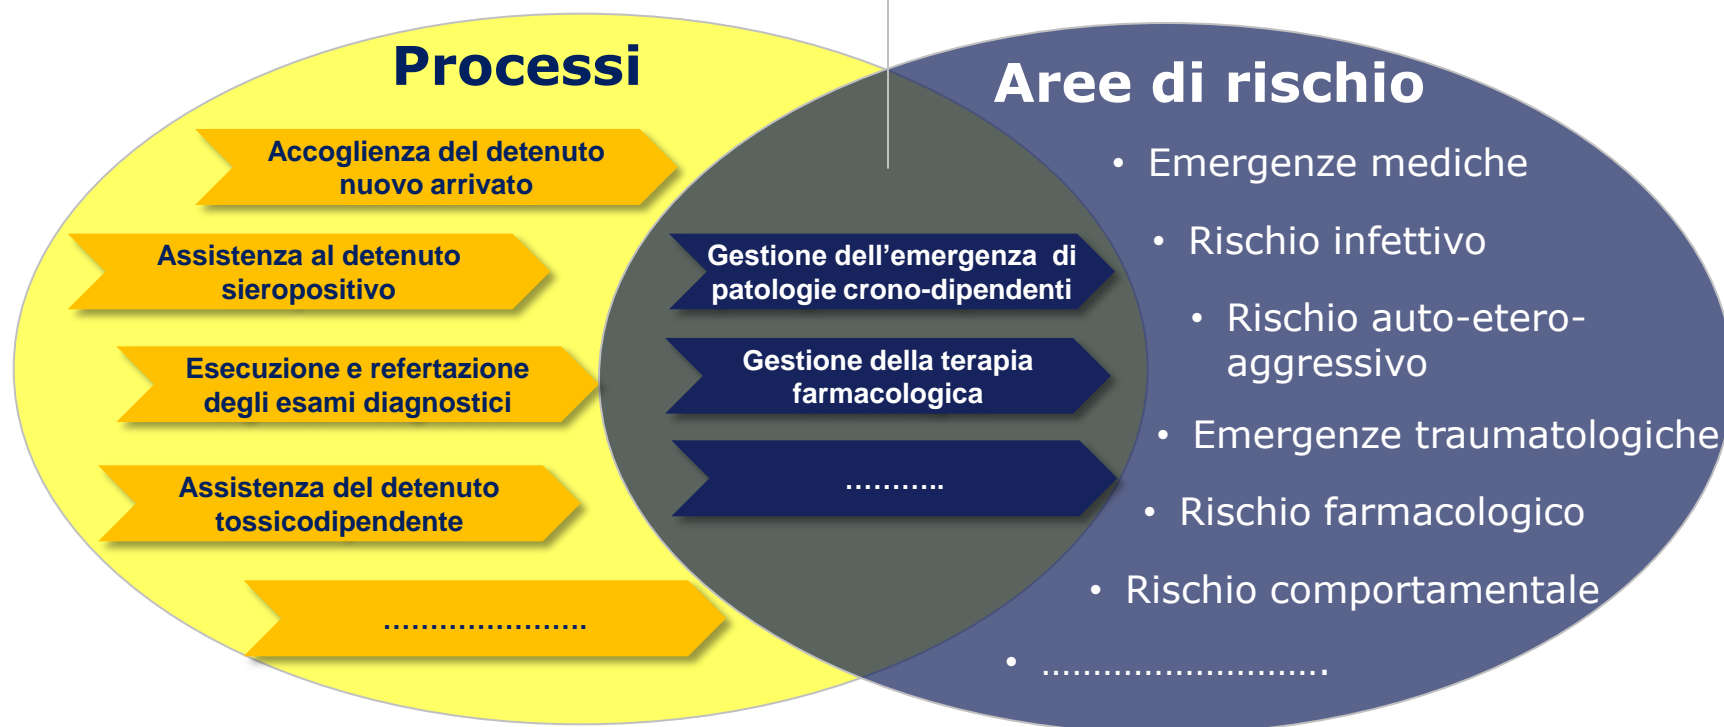 Processi
Accoglienza del detenuto
nuovo arrivato
Assistenza al detenuto
sieropositivo
Esecuzione e refertazione
degli esami diagnostici
Assistenza del detenuto
tossicodipendente
......................
Gestione dell’emergenza  di
patologie crono-dipendenti
Gestione della terapia
farmacologica
...........
Aree di rischio
• Emergenze mediche
• Rischio infettivo
• Rischio auto-etero-
aggressivo
• Emergenze traumatologiche
• Rischio farmacologico
• Rischio comportamentale
• ............................